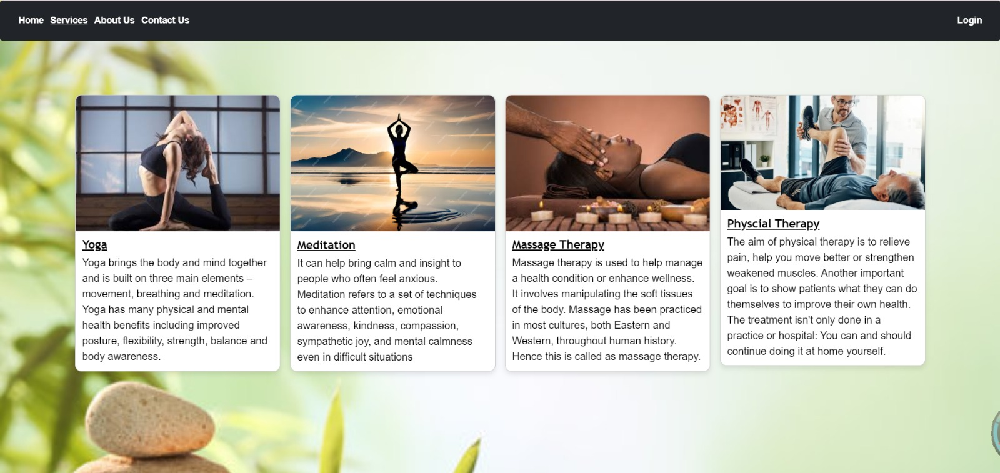 Home Services About Us Contact Us Login
Yoga
Yoga brings the body and mind together
and is built on three main elements –
movement, breathing and meditation.
Yoga has many physical and mental
health benefits including improved
posture, flexibility, strength, balance and
body awareness.
Meditation
It can help bring calm and insight to
people who often feel anxious.
Meditation refers to a set of techniques
to enhance attention, emotional
awareness, kindness, compassion,
sympathetic joy, and mental calmness
even in difficult situations
Massage Therapy
Massage therapy is used to help manage
a health condition or enhance wellness.
It involves manipulating the soft tissues
of the body. Massage has been practiced
in most cultures, both Eastern and
Western, throughout human history.
Hence this is called as massage therapy.
Physcial Therapy
The aim of physical therapy is to relieve
pain, help you move better or strengthen
weakened muscles. Another important
goal is to show patients what they can do
themselves to improve their own health.
The treatment isn't only done in a
practice or hospital: You can and should
continue doing it at home yourself.